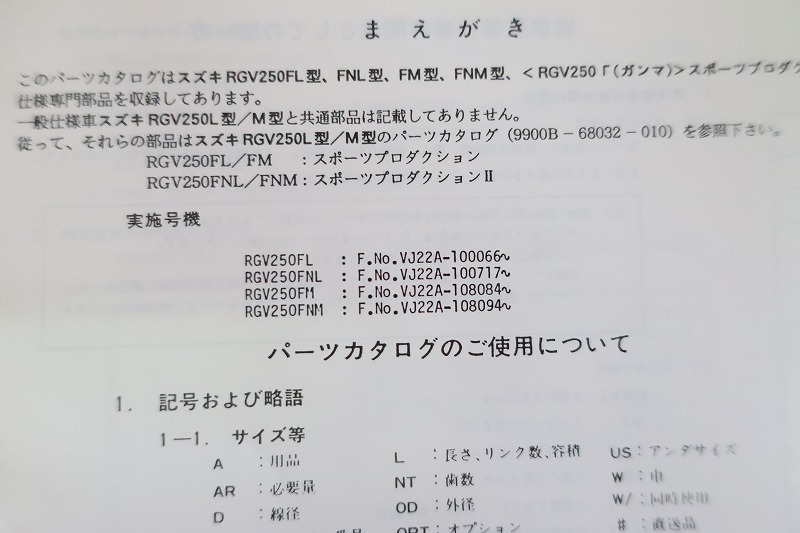 まえがき
このパーツカタログはスズキRGV250FL型、FNL型、FM型、FNM型、＜RGV250Γ(ガンマ)＞スポーツプロダク
仕様専門部品を収録してあります。
一般仕様車スズキRGV250L型／M型と共通部品は記載してありません。
従って、それらの部品はスズキRGV250L型／M型のパーツカタログ（9900B－68032－010）を参照下さい。
RGV250FL／FM ：スポーツプロダクション
RGV250FNL／FNM：スポーツプロダクションⅡ
実施号機
RGV250FL : F.No.VJ22A-100066~
RGV250FNL : F.No.VJ22A-100717~
RGV250FM : F.No.VJ22A-108084~
RGV250FNM : F.No.VJ22A-108094~
パーツカタログのご使用について
1. 記号および略語
1－1. サイズ等
A ：用品 L ：長さ、リンク数、容積 US：アンダサイズ
AR ：必要量 NT ：歯数 W ：巾
D ：線径 OD ：外径 W/ ：同時使用
OPT：オプション # ：直送品